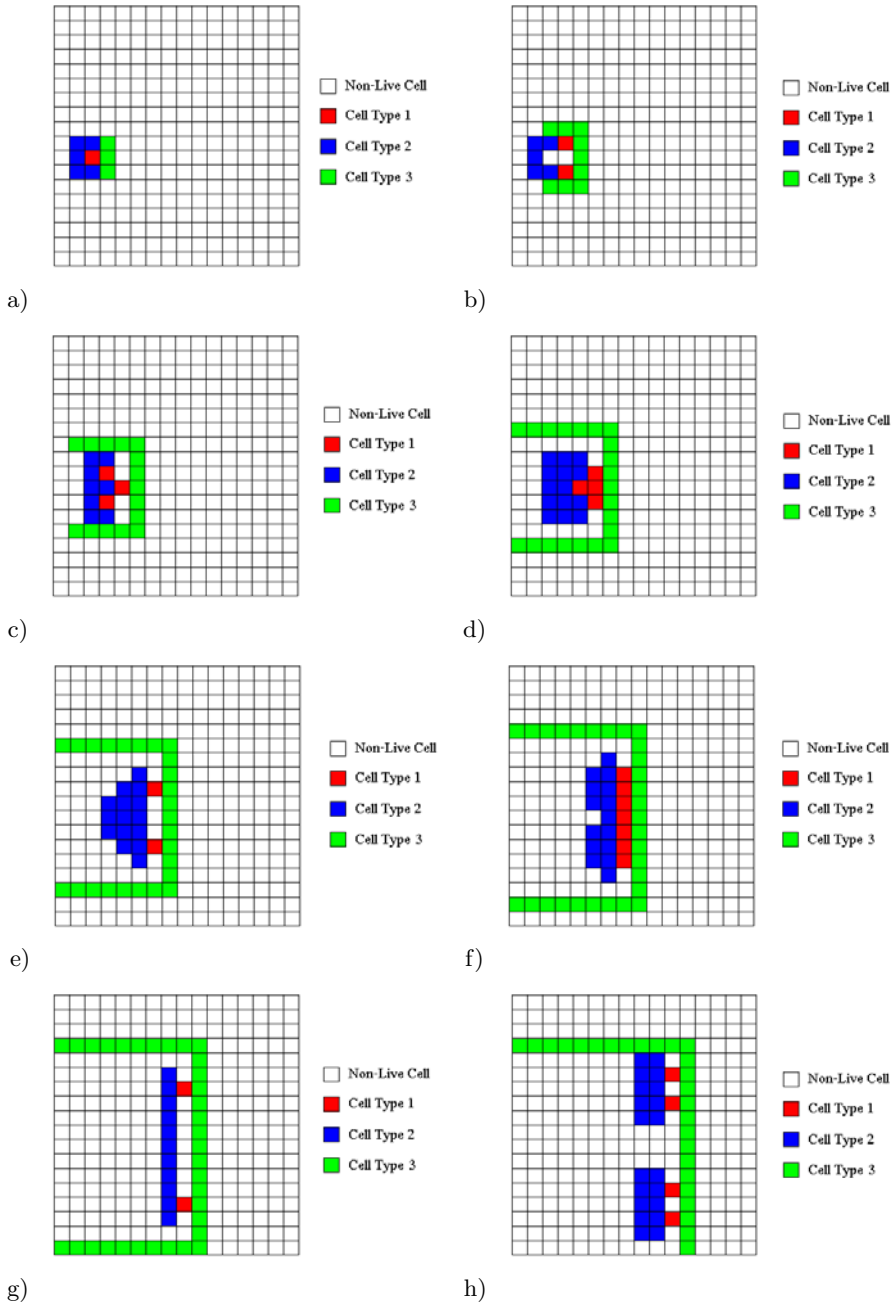 Non-Live Cell
Cell Type 1
Cell Type 2
Cell Type 3
a)
Non-Live Cell
Cell Type 1
Cell Type 2
Cell Type 3
b)
Non-Live Cell
Cell Type 1
Cell Type 2
Cell Type 3
c)
Non-Live Cell
Cell Type 1
Cell Type 2
Cell Type 3
d)
Non-Live Cell
Cell Type 1
Cell Type 2
Cell Type 3
e)
Non-Live Cell
Cell Type 1
Cell Type 2
Cell Type 3
f)
Non-Live Cell
Cell Type 1
Cell Type 2
Cell Type 3
g)
Non-Live Cell
Cell Type 1
Cell Type 2
Cell Type 3
h)